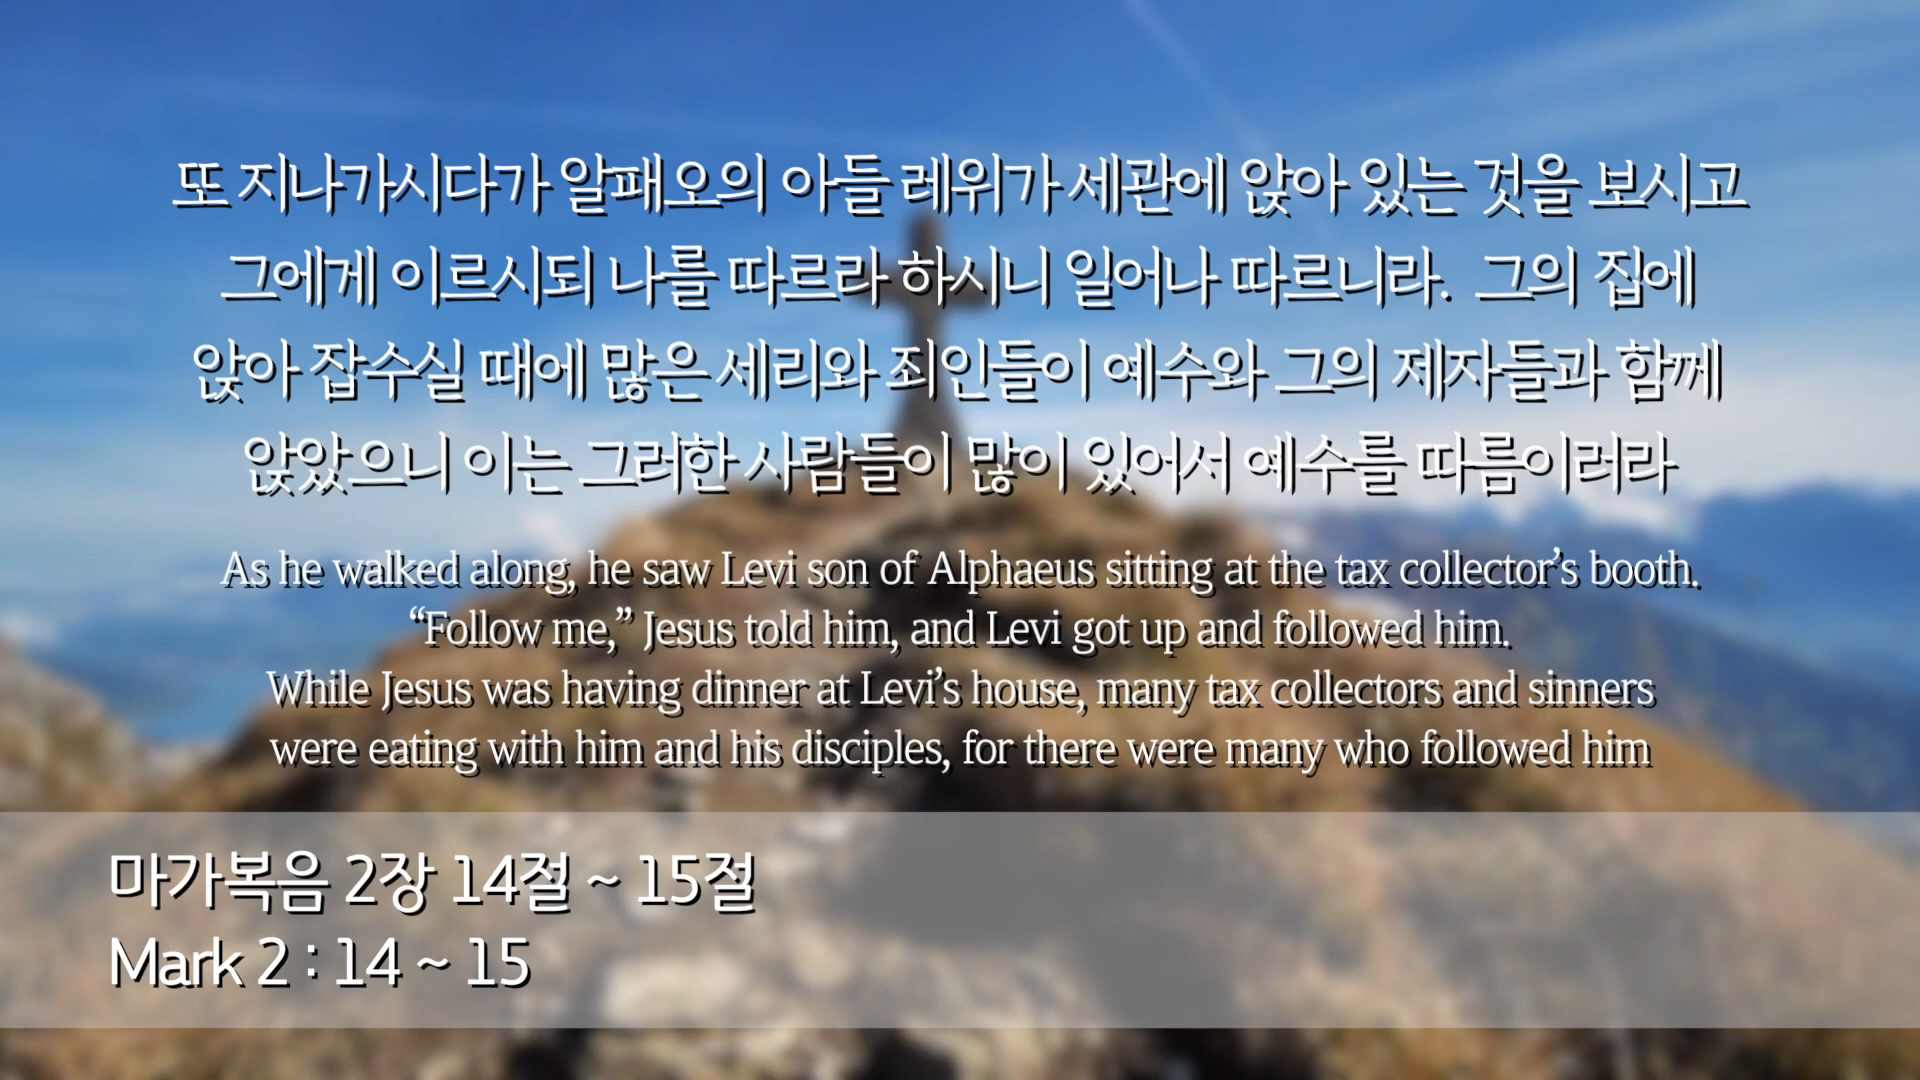 또 지나가시다가 알패오의 아들 레위가 세관에 앉아 있는 것을 보시고
그에게 이르시되 나를 따르라 하시니 일어나 따르니라. 그의 집에
앉아 잡수실 때에 많은 세리와 죄인들이 예수와 그의 제자들과 함께
앉았으니 이는 그러한 사람들이 많이 있어서 예수를 따름이러라
As he walked along, he saw Levi son of Alphaeus sitting at the tax collector’s booth.
“Follow me,” Jesus told him, and Levi got up and followed him.
While Jesus was having dinner at Levi’s house, many tax collectors and sinners
were eating with him and his disciples, for there were many who followed him
마가복음 2장 14절 ~ 15절
Mark 2 : 14 ~ 15